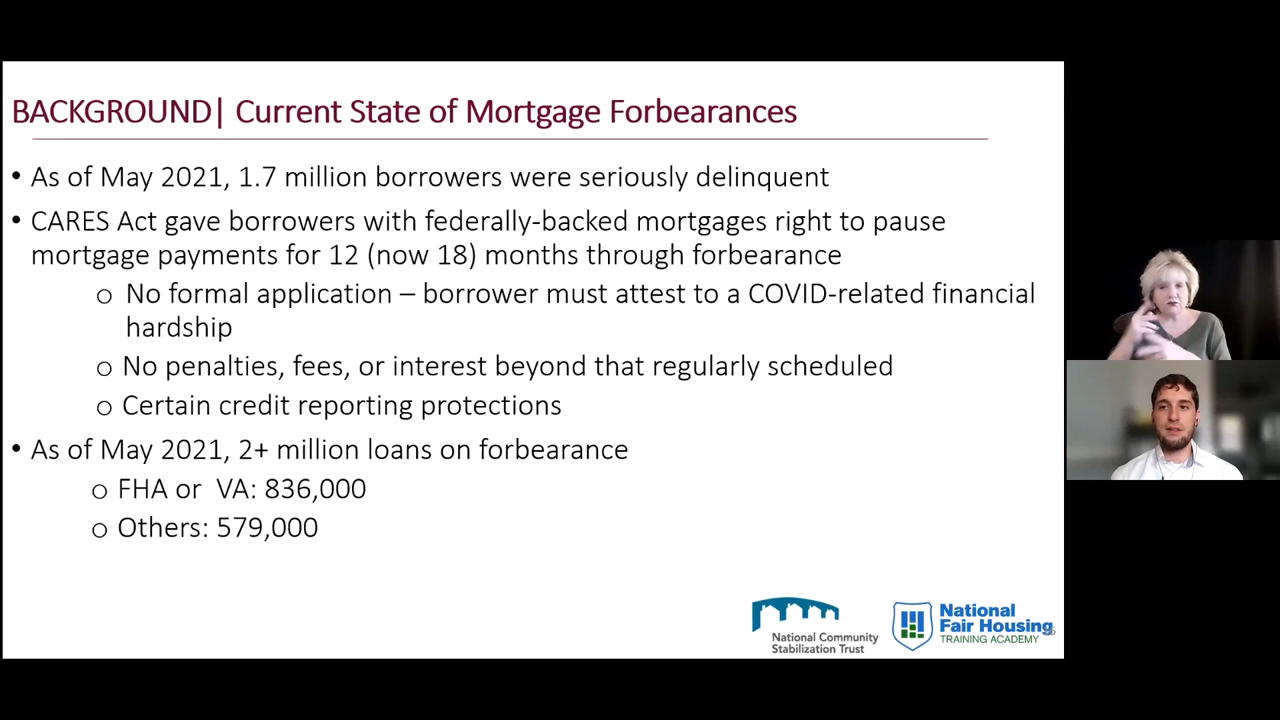 BACKGROUND| Current State of Mortgage Forbearances
• As of May 2021, 1.7 million borrowers were seriously delinquent
• CARES Act gave borrowers with federally-backed mortgages right to pause
mortgage payments for 12 (now 18) months through forbearance
o No formal application – borrower must attest to a COVID-related financial
hardship
o No penalties, fees, or interest beyond that regularly scheduled
o Certain credit reporting protections
• As of May 2021, 2+ million loans on forbearance
o FHA or VA: 836,000
o Others: 579,000
National Community
Stabilization Trust
National
Fair Housing
TRAINING ACADEMY